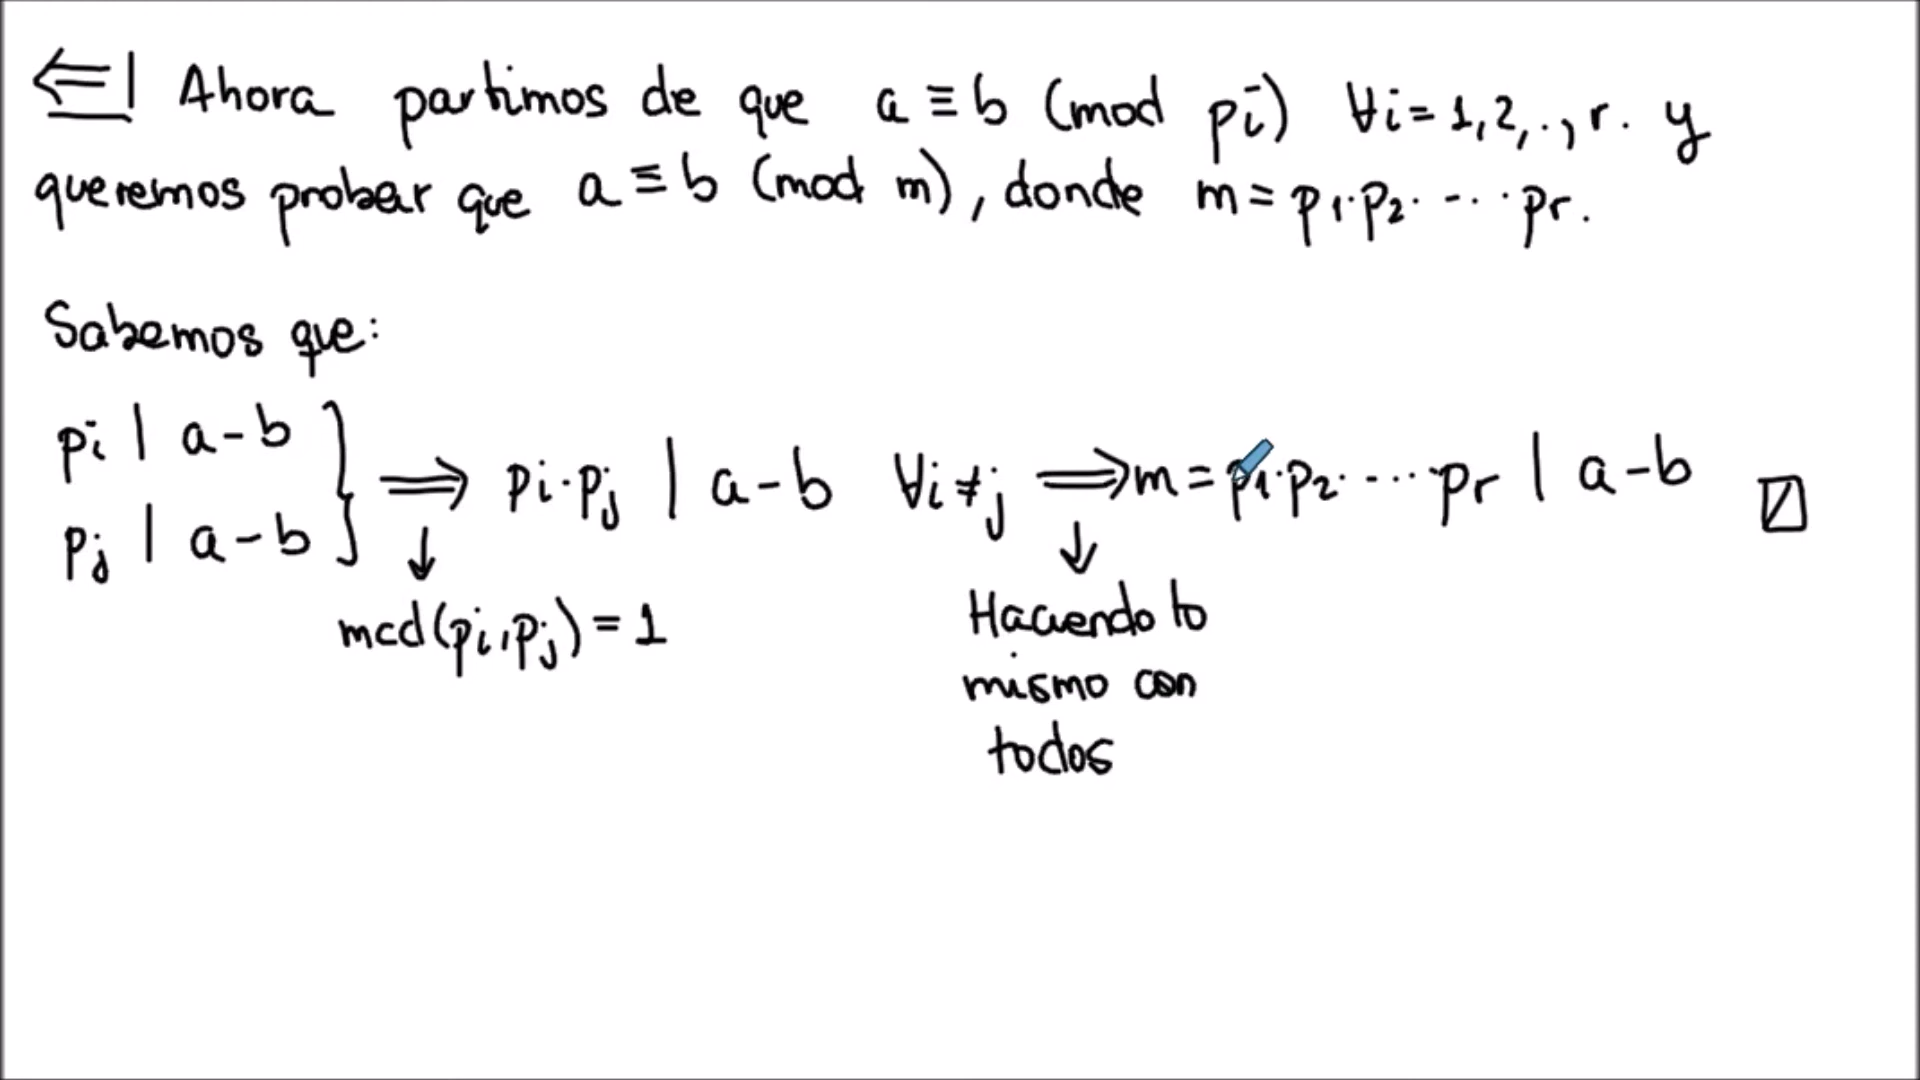 ⇐| Ahora partimos de que a ≡ b (mod pi) ∀i = 1,2,..,r. y
queremos probar que a ≡ b (mod m), donde m = p1·p2· ··· ·pr.
Sabemos que:
pi | a-b
pj | a-b
} ⟹ pi·pj | a-b ∀i≠j ⟹ m = p1·p2· ··· ·pr | a-b
↓
mcd(pi,pj) = 1
↓
Haciendo lo
mismo con
todos